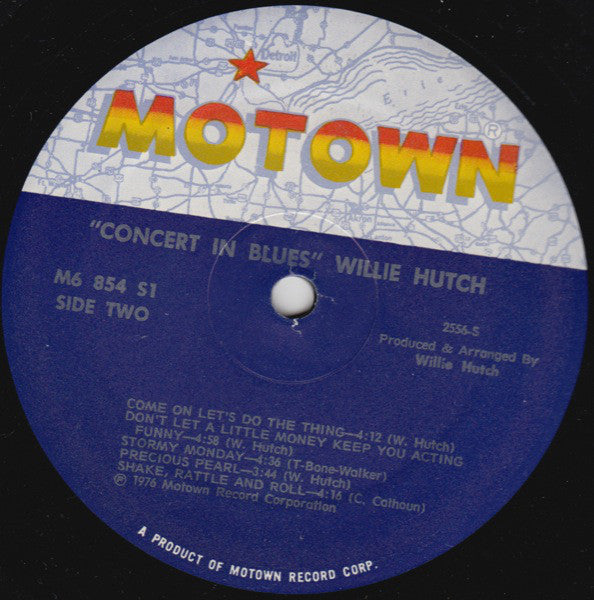 Detroit
Erie
MOTOWN®
Akron
"CONCERT IN BLUES" WILLIE HUTCH
M6 854 S1
SIDE TWO
2556-S
Produced & Arranged By
Willie Hutch
COME ON LET'S DO THE THING—4:12 (W. Hutch)
DON'T LET A LITTLE MONEY KEEP YOU ACTING
FUNNY—4:58 (W. Hutch)
STORMY MONDAY—4:36 (T-Bone-Walker)
PRECIOUS PEARL—3:44 (W. Hutch)
SHAKE, RATTLE AND ROLL—4:16 (C. Calhoun)
℗ 1976 Motown Record Corporation
A PRODUCT OF MOTOWN RECORD CORP.